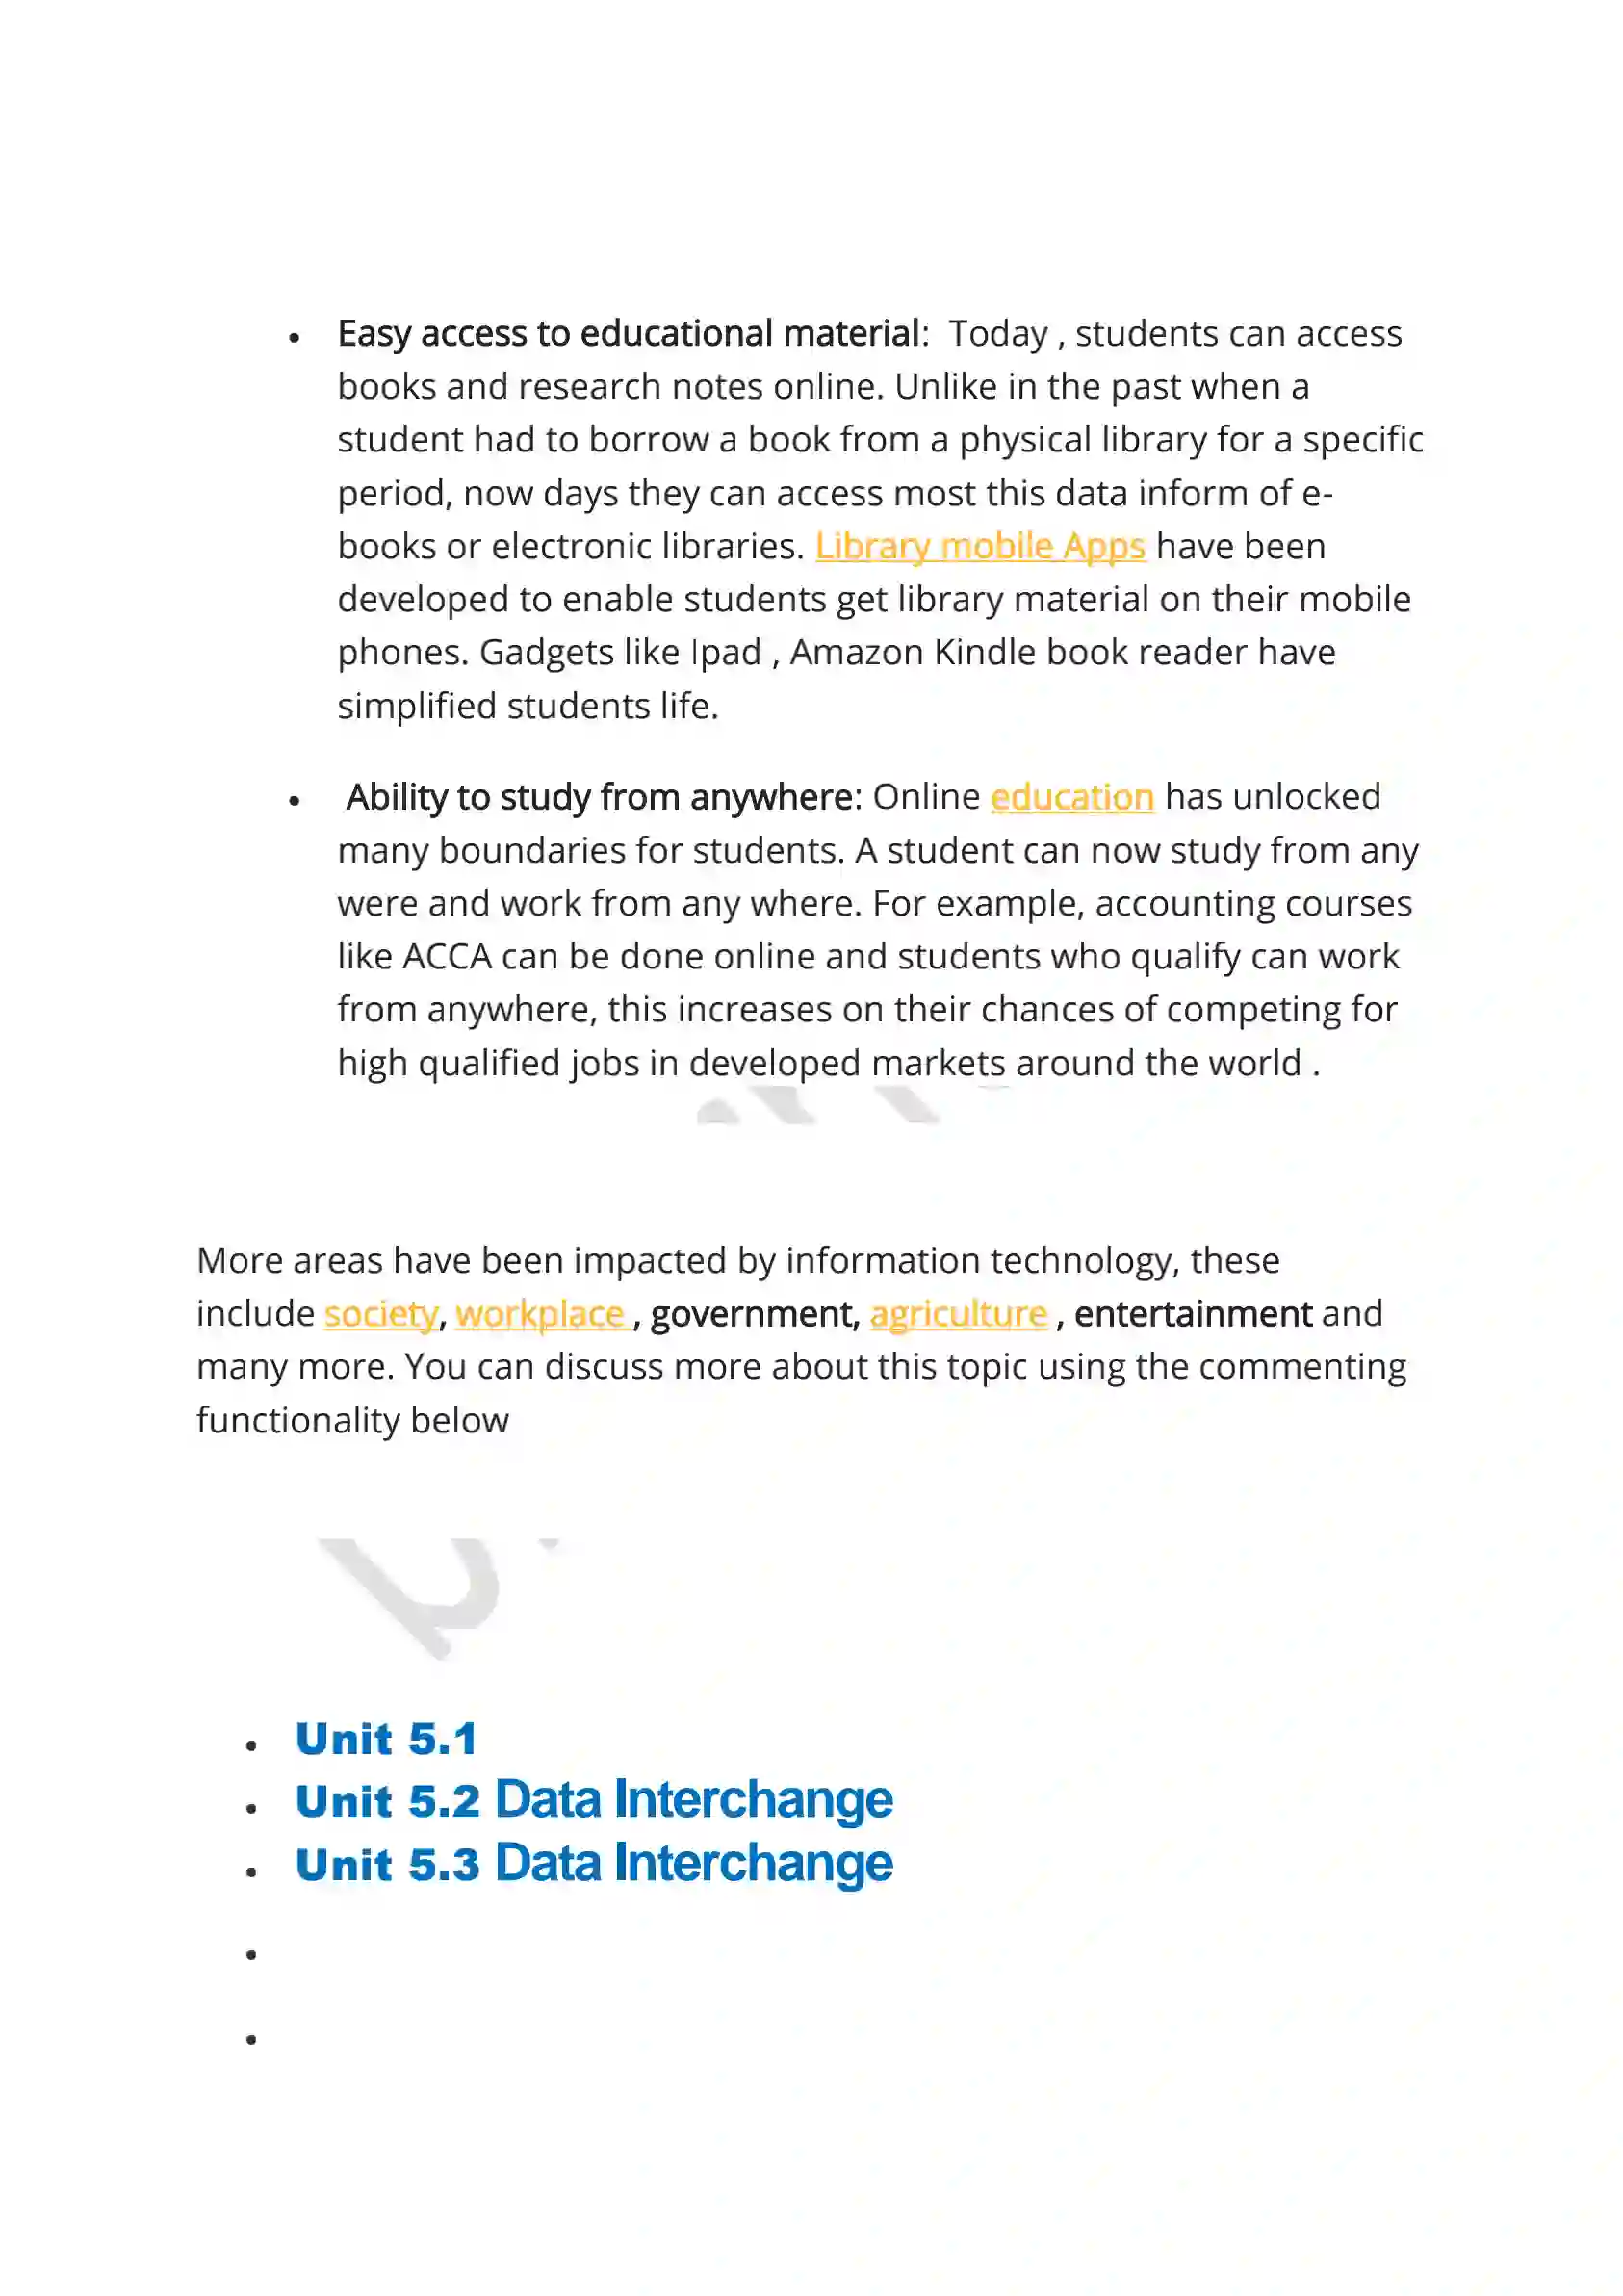 • Easy access to educational material:  Today , students can access
books and research notes online. Unlike in the past when a
student had to borrow a book from a physical library for a specific
period, now days they can access most this data inform of e-
books or electronic libraries. Library mobile Apps have been
developed to enable students get library material on their mobile
phones. Gadgets like Ipad , Amazon Kindle book reader have
simplified students life.
• Ability to study from anywhere: Online education has unlocked
many boundaries for students. A student can now study from any
were and work from any where. For example, accounting courses
like ACCA can be done online and students who qualify can work
from anywhere, this increases on their chances of competing for
high qualified jobs in developed markets around the world .
More areas have been impacted by information technology, these
include society, workplace , government, agriculture , entertainment and
many more. You can discuss more about this topic using the commenting
functionality below
• Unit 5.1
• Unit 5.2 Data Interchange
• Unit 5.3 Data Interchange
•
•